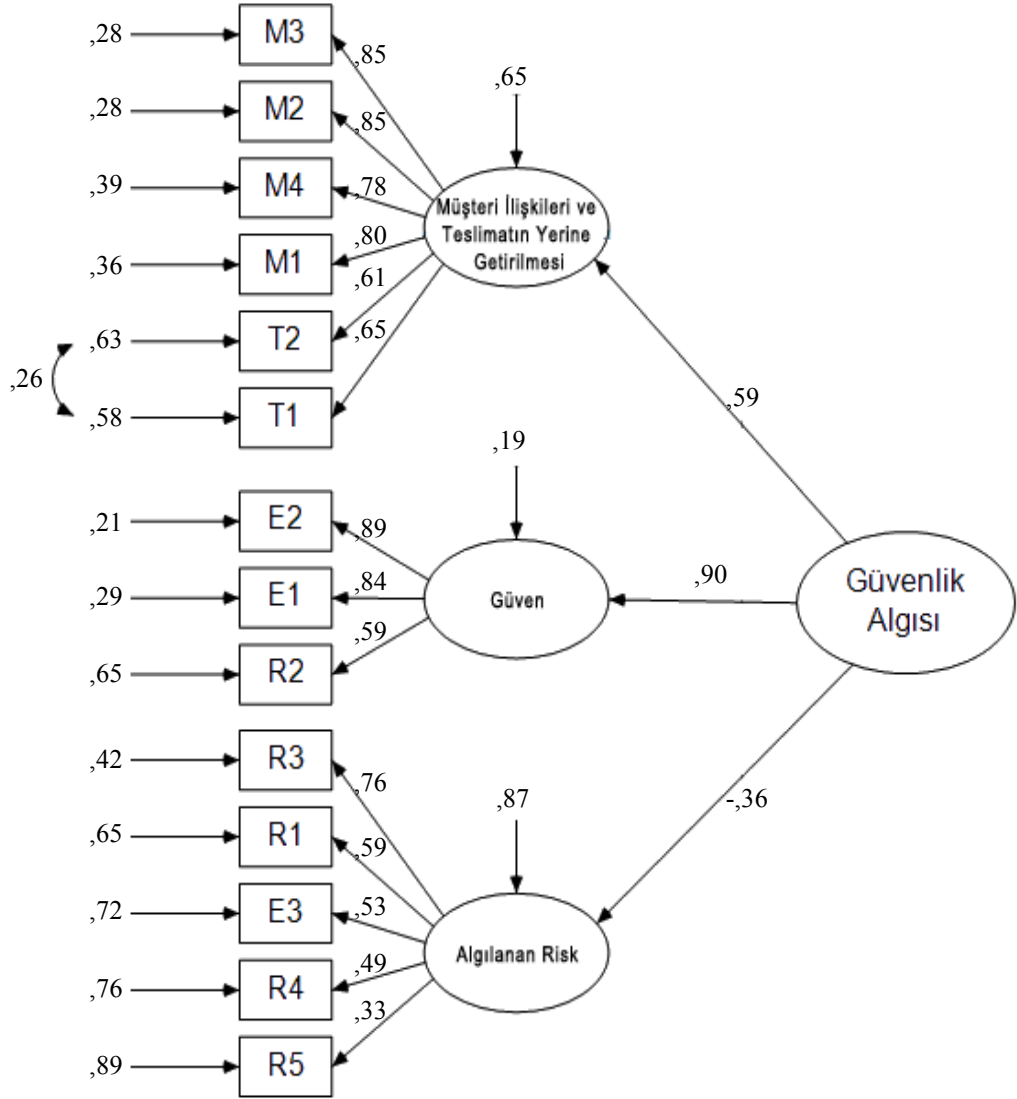 ,28
M3
,85
,65
,28
M2
,85
,39
M4
,78
Müşteri İlişkileri ve
Teslimatın Yerine
Getirilmesi
,36
M1
,80
,61
,63
T2
,65
,26
,58
T1
,59
,19
,21
E2
,89
,29
E1
,84
Güven
,90
Güvenlik
Algısı
,59
,65
R2
,42
R3
,76
,87
-,36
,65
R1
,59
,72
E3
,53
Algılanan Risk
,49
,76
R4
,33
,89
R5